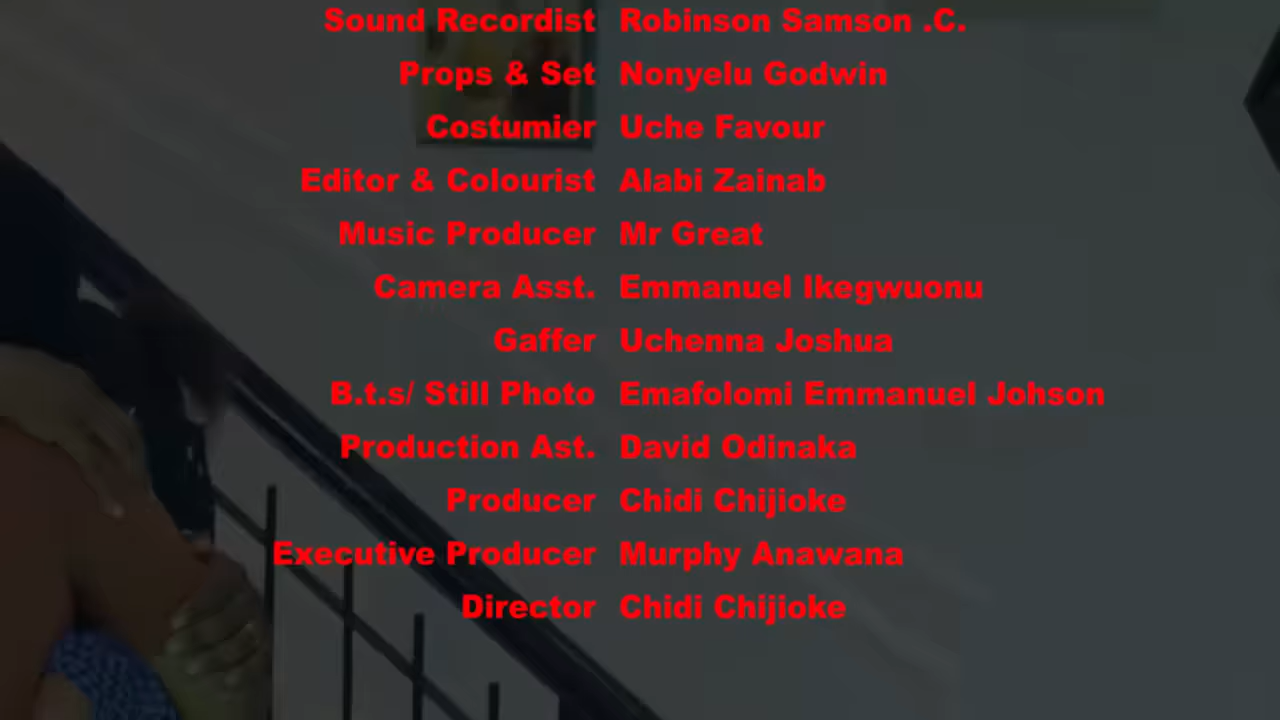 Sound Recordist Robinson Samson .C.
Props & Set Nonyelu Godwin
Costumier Uche Favour
Editor & Colourist Alabi Zainab
Music Producer Mr Great
Camera Asst. Emmanuel Ikegwuonu
Gaffer Uchenna Joshua
B.t.s/ Still Photo Emafolomi Emmanuel Johson
Production Ast. David Odinaka
Producer Chidi Chijioke
Executive Producer Murphy Anawana
Director Chidi Chijioke